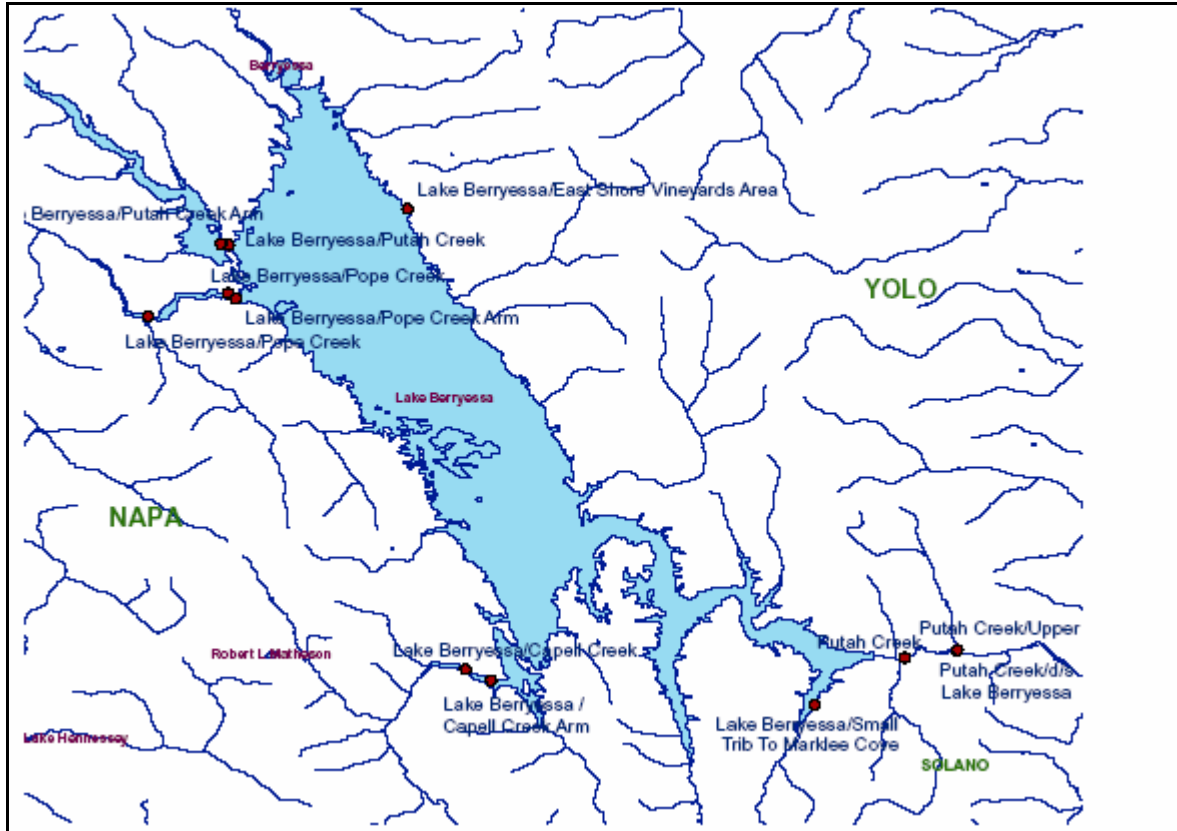 Berryessa
Lake Berryessa/East Shore Vineyards Area
Berryessa/Putah Creek Arm
Lake Berryessa/Putah Creek
Lake Berryessa/Pope Creek
YOLO
Lake Berryessa/Pope Creek Arm
Lake Berryessa/Pope Creek
Lake Berryessa
NAPA
Putah Creek/Upper
Putah Creek
Lake Berryessa/Capell Creek
Robert L Matheson
Putah Creek/d/s
Lake Berryessa
Lake Berryessa /
Capell Creek Arm
Lake Berryessa/Small
Trib To Marklee Cove
Lake Hennessey
SOLANO